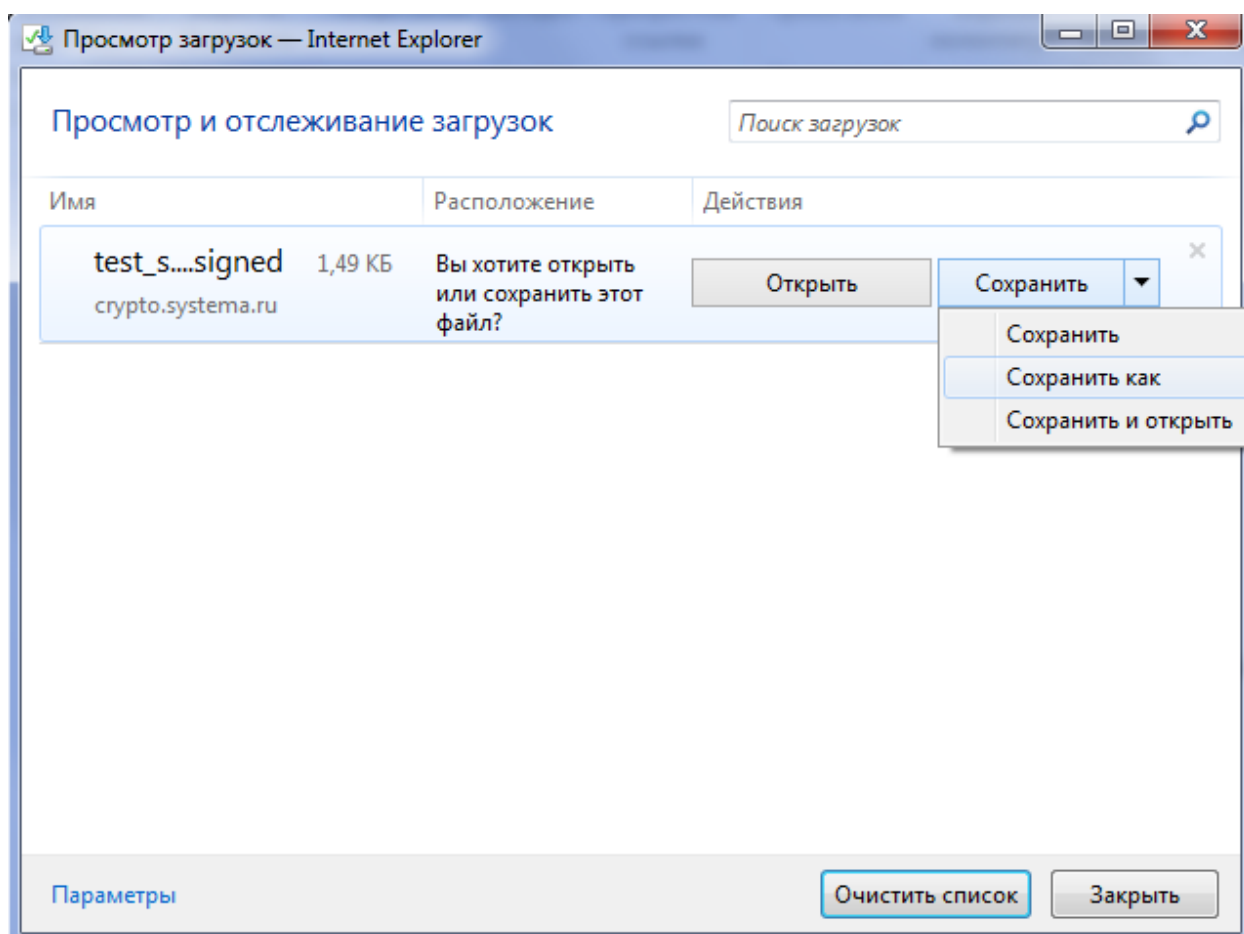 Просмотр загрузок — Internet Explorer
Просмотр и отслеживание загрузок
Поиск загрузок
Имя
Расположение
Действия
test_s....signed 1,49 КБ
crypto.systema.ru
Вы хотите открыть
или сохранить этот
файл?
Открыть
Сохранить
Сохранить
Сохранить как
Сохранить и открыть
Параметры
Очистить список
Закрыть